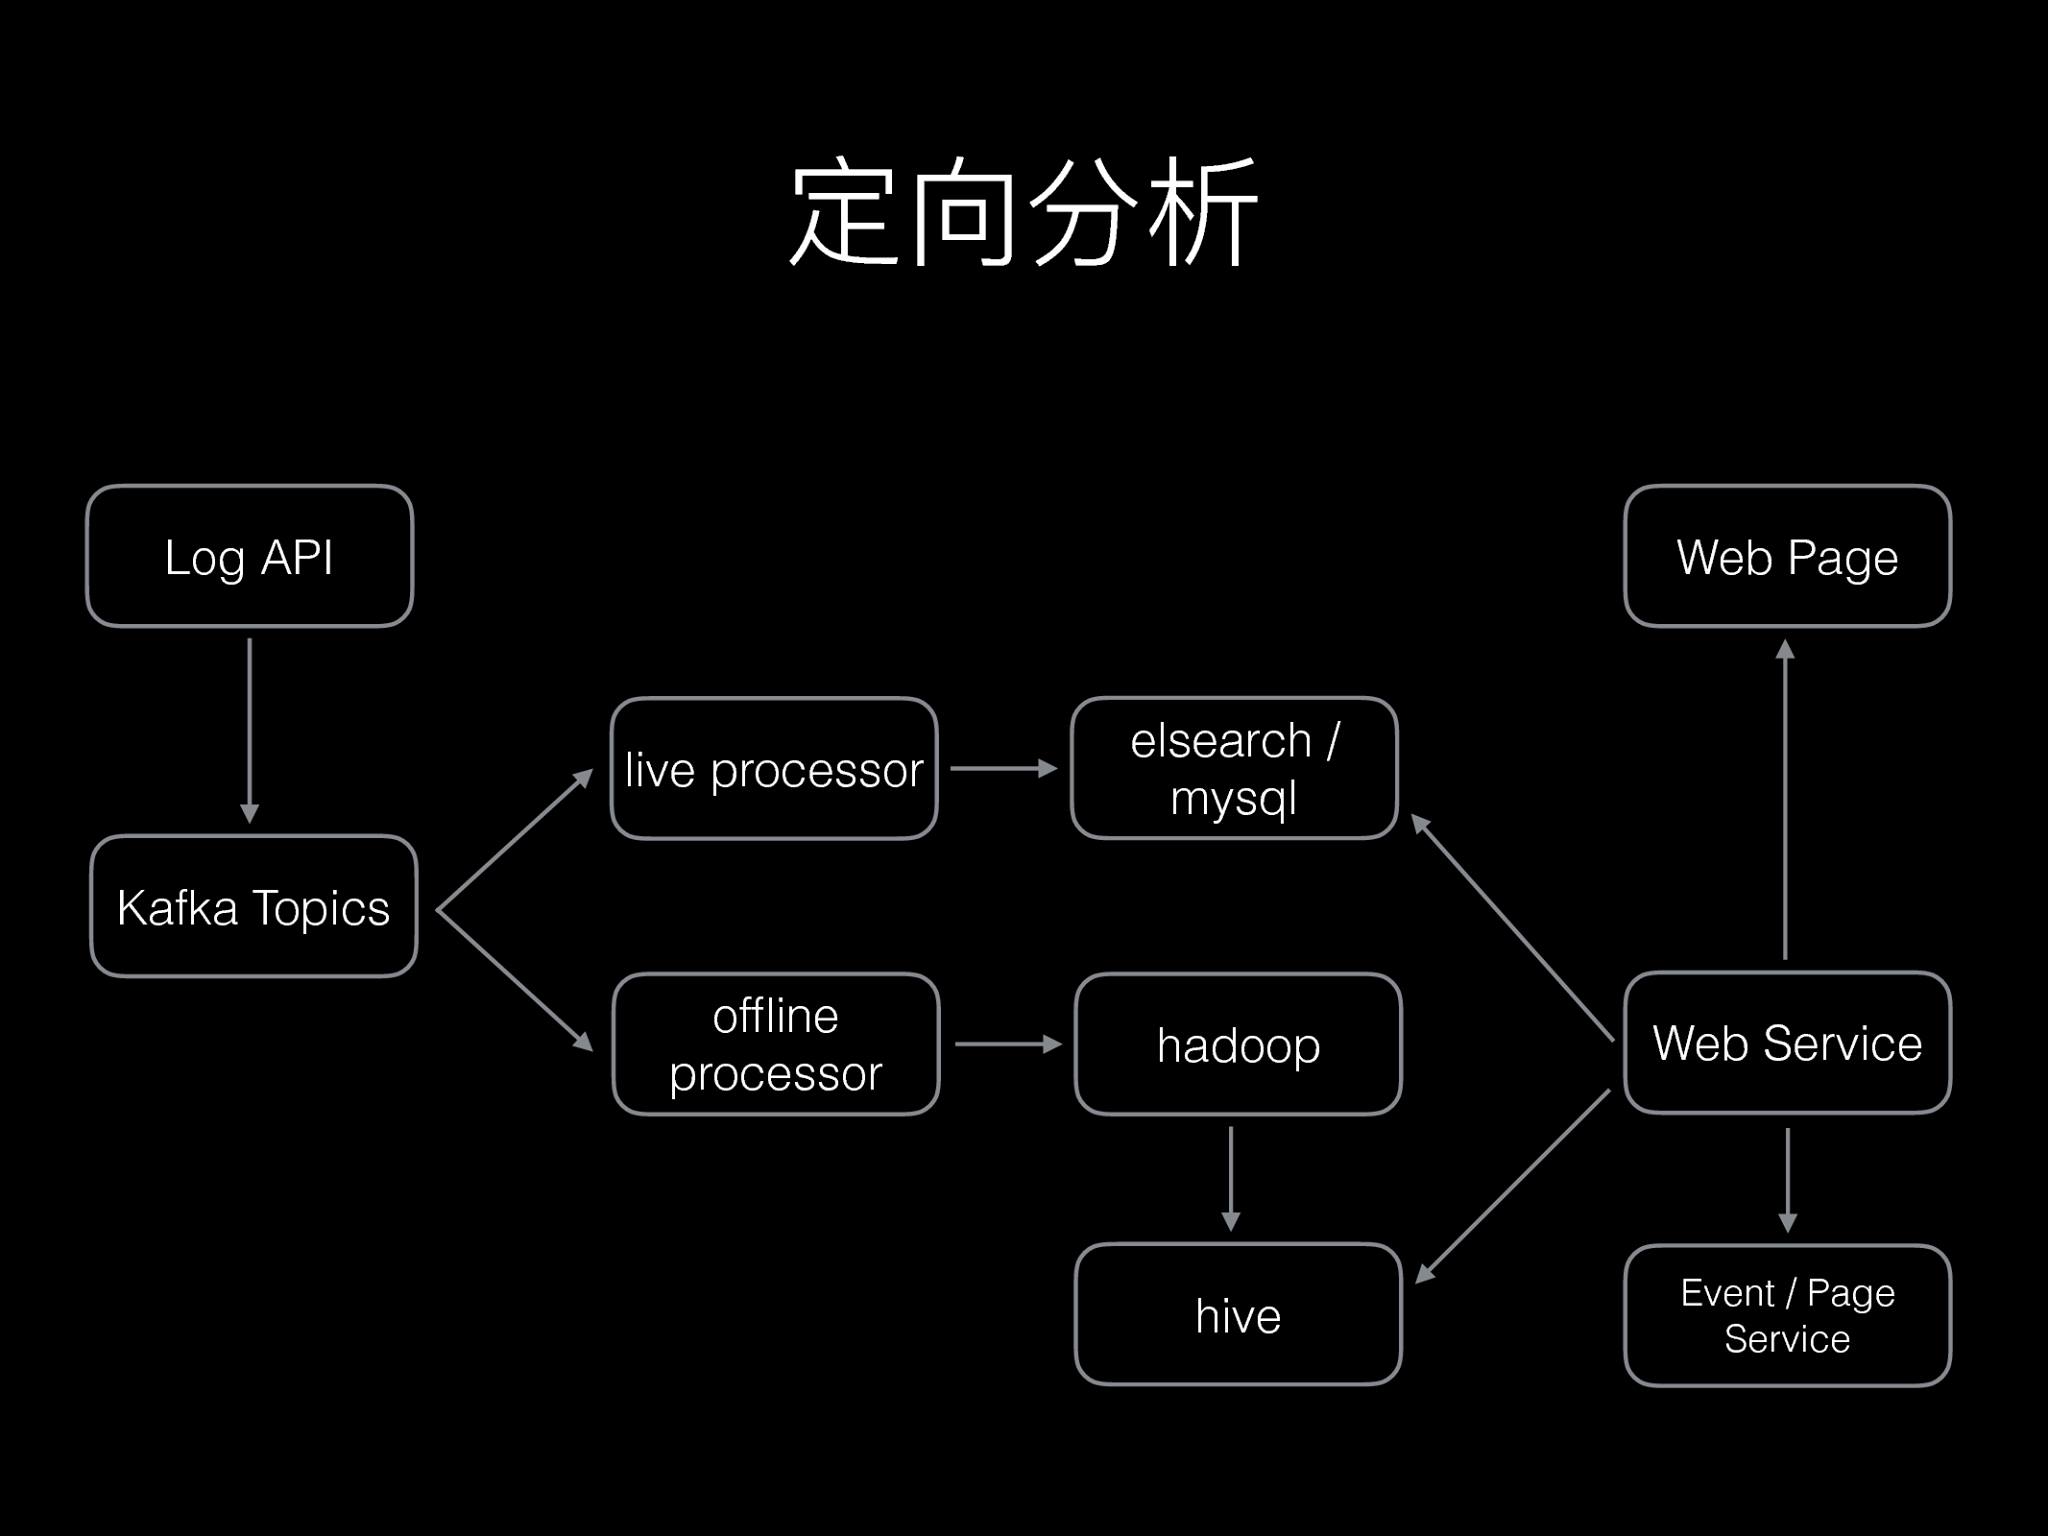 定向分析
Log API
Web Page
live processor
elsearch /
mysql
Kafka Topics
offline
processor
hadoop
Web Service
hive
Event / Page
Service